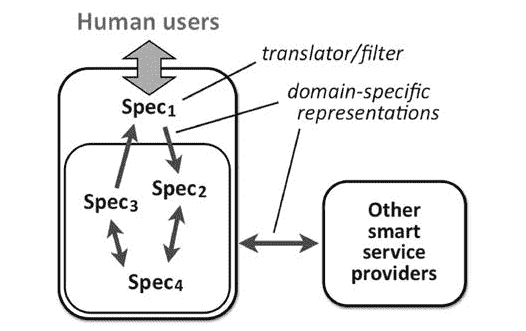 Human users
translator/filter
domain-specific
representations
Spec₁
Spec₂
Spec₃
Spec₄
Other
smart
service
providers